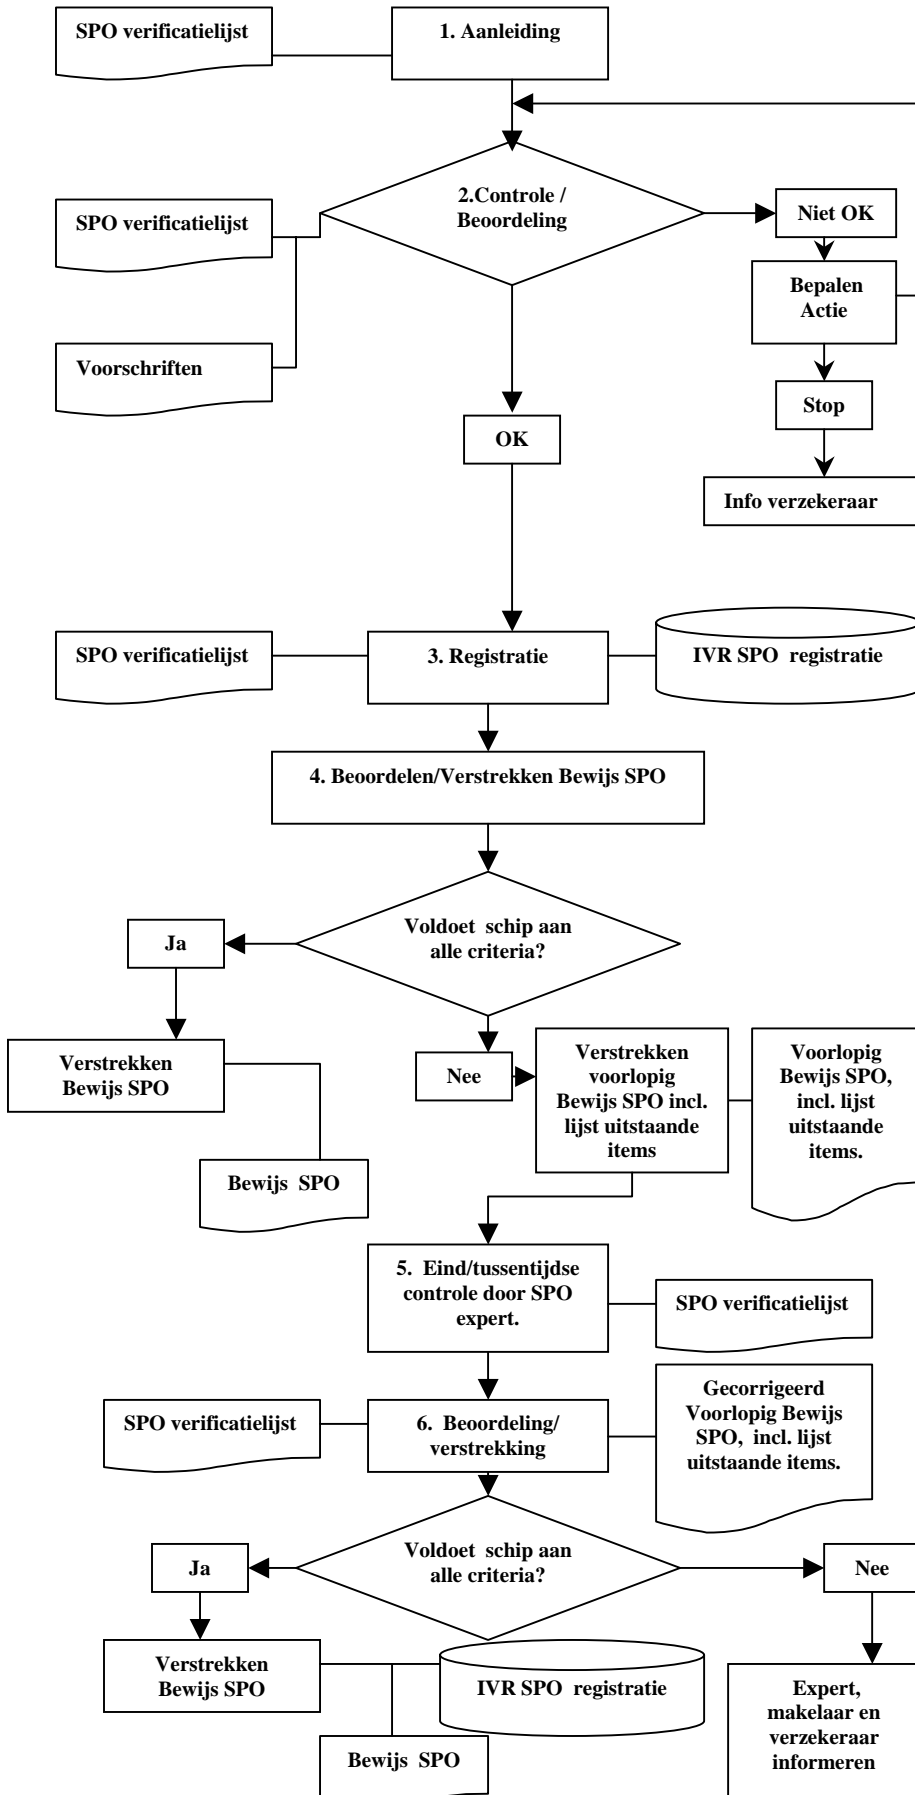 SPO verificatielijst
1. Aanleiding
2.Controle /
Beoordeling
Niet OK
SPO verificatielijst
Bepalen
Actie
Voorschriften
Stop
OK
Info verzekeraar
SPO verificatielijst
3. Registratie
IVR SPO registratie
4. Beoordelen/Verstrekken Bewijs SPO
Voldoet schip aan
alle criteria?
Ja
Verstrekken
Bewijs SPO
Nee
Verstrekken
voorlopig
Bewijs SPO incl.
lijst uitstaande
items
Voorlopig
Bewijs SPO,
incl. lijst
uitstaande
items.
Bewijs SPO
5. Eind/tussentijdse
controle door SPO
expert.
SPO verificatielijst
SPO verificatielijst
6. Beoordeling/
verstrekking
Gecorrigeerd
Voorlopig Bewijs
SPO, incl. lijst
uitstaande items.
Voldoet schip aan
alle criteria?
Ja
Nee
Verstrekken
Bewijs SPO
IVR SPO registratie
Bewijs SPO
Expert,
makelaar en
verzekeraar
informeren